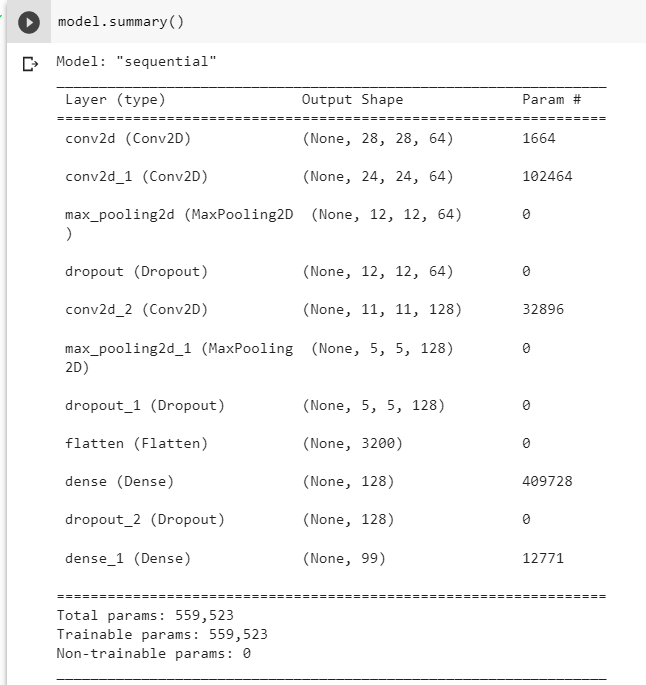 model.summary()
Model: "sequential"
_________________________________________________________________
Layer (type) Output Shape Param #
=================================================================
conv2d (Conv2D) (None, 28, 28, 64) 1664
conv2d_1 (Conv2D) (None, 24, 24, 64) 102464
max_pooling2d (MaxPooling2D (None, 12, 12, 64) 0
)
dropout (Dropout) (None, 12, 12, 64) 0
conv2d_2 (Conv2D) (None, 11, 11, 128) 32896
max_pooling2d_1 (MaxPooling (None, 5, 5, 128) 0
2D)
dropout_1 (Dropout) (None, 5, 5, 128) 0
flatten (Flatten) (None, 3200) 0
dense (Dense) (None, 128) 409728
dropout_2 (Dropout) (None, 128) 0
dense_1 (Dense) (None, 99) 12771
=================================================================
Total params: 559,523
Trainable params: 559,523
Non-trainable params: 0
_________________________________________________________________